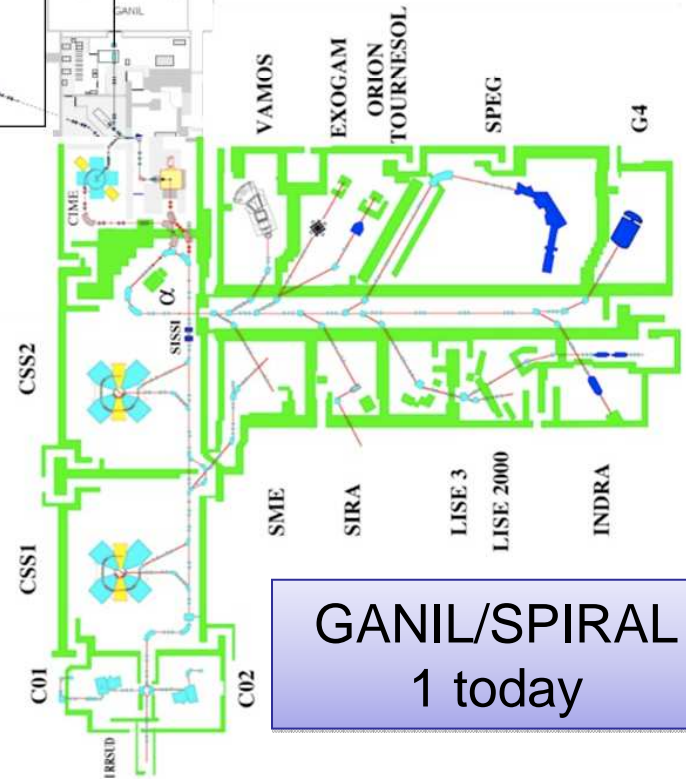 GANIL
CIME
VAMOS
EXOGAM
ORION
TOURNESOL
SPEG
G4
α
SISSI
CSS2
CSS1
C01
C02
IRRSUD
SME
SIRA
LISE 3
LISE 2000
INDRA
GANIL/SPIRAL
1 today